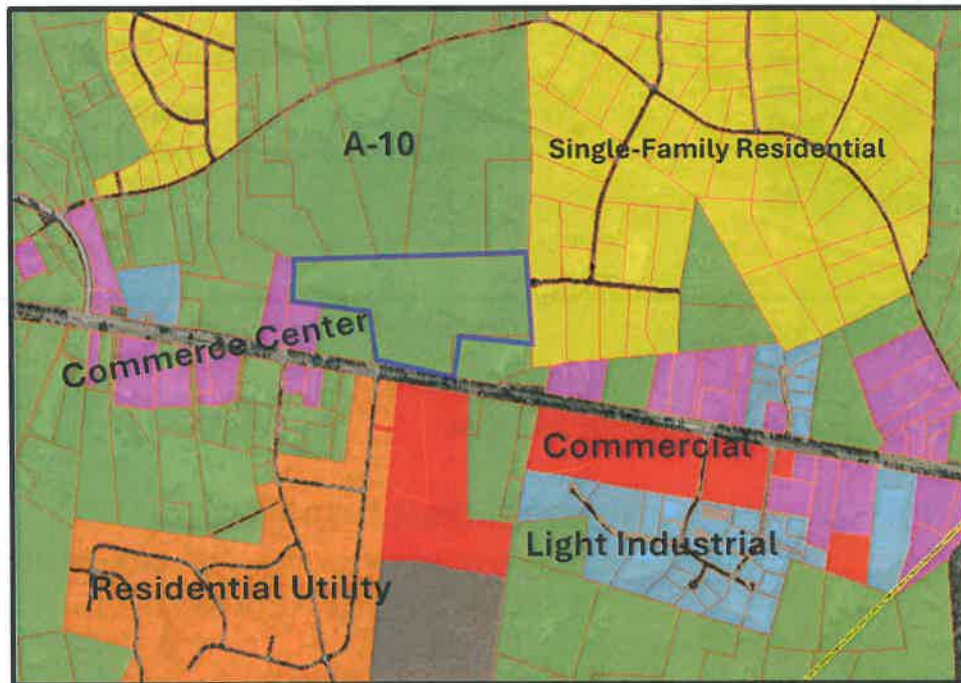 A-10
Single-Family Residential
Commerce Center
Commercial
Light Industrial
Residential Utility